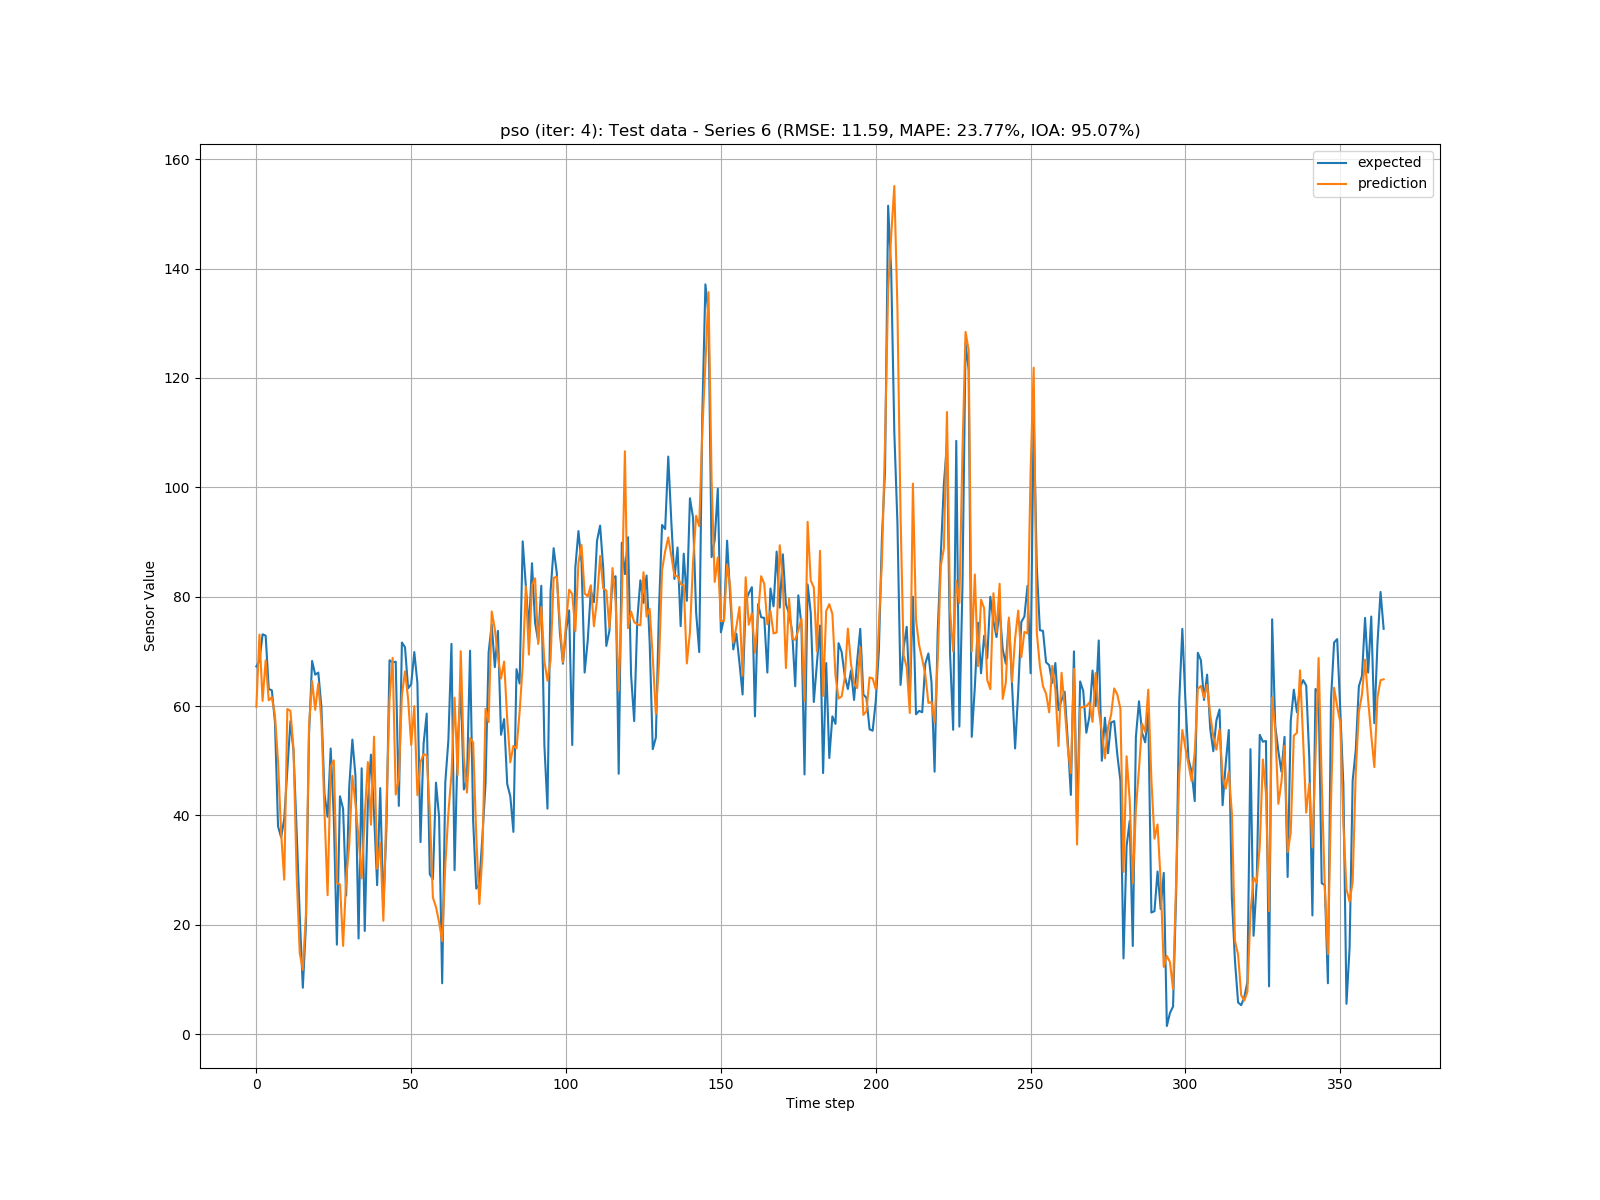 pso (iter: 4): Test data - Series 6 (RMSE: 11.59, MAPE: 23.77%, IOA: 95.07%)
expected
prediction
160
140
120
100
80
60
40
20
0
Sensor Value
0 50 100 150 200 250 300 350
Time step